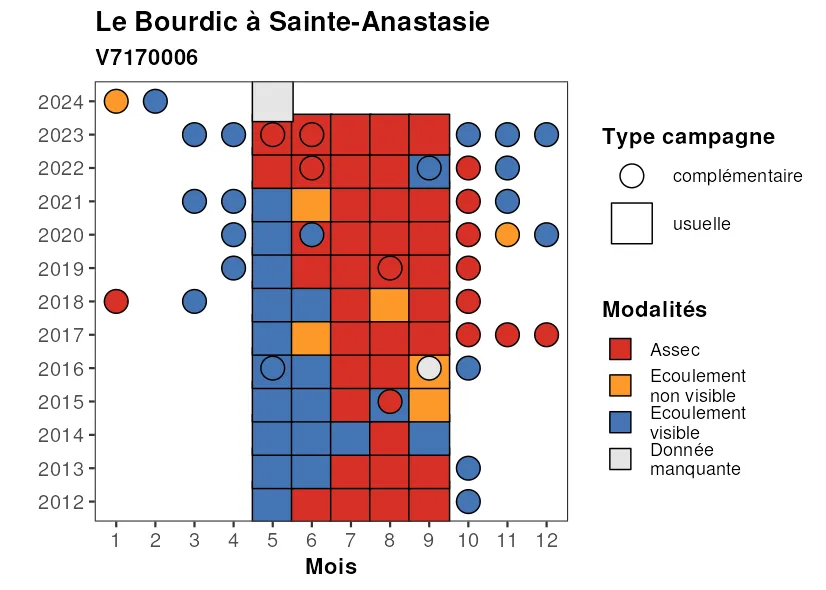 Le Bourdic à Sainte-Anastasie
V7170006
2024
2023
2022
2021
2020
2019
2018
2017
2016
2015
2014
2013
2012
1 2 3 4 5 6 7 8 9 10 11 12
Mois
Type campagne
complémentaire
usuelle
Modalités
Assec
Ecoulement
non visible
Ecoulement
visible
Donnée
manquante